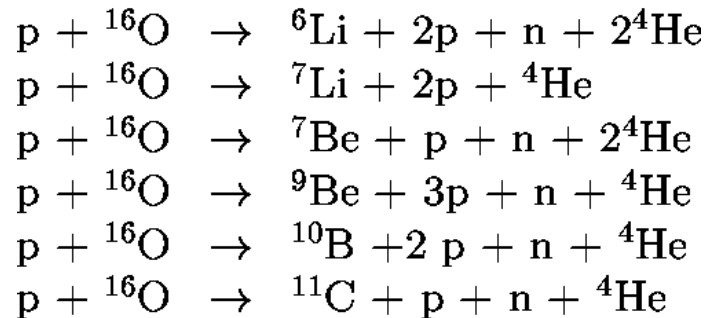 p + ¹⁶O → ⁶Li + 2p + n + 2⁴He
p + ¹⁶O → ⁷Li + 2p + ⁴He
p + ¹⁶O → ⁷Be + p + n + 2⁴He
p + ¹⁶O → ⁹Be + 3p + n + ⁴He
p + ¹⁶O → ¹⁰B +2 p + n + ⁴He
p + ¹⁶O → ¹¹C + p + n + ⁴He